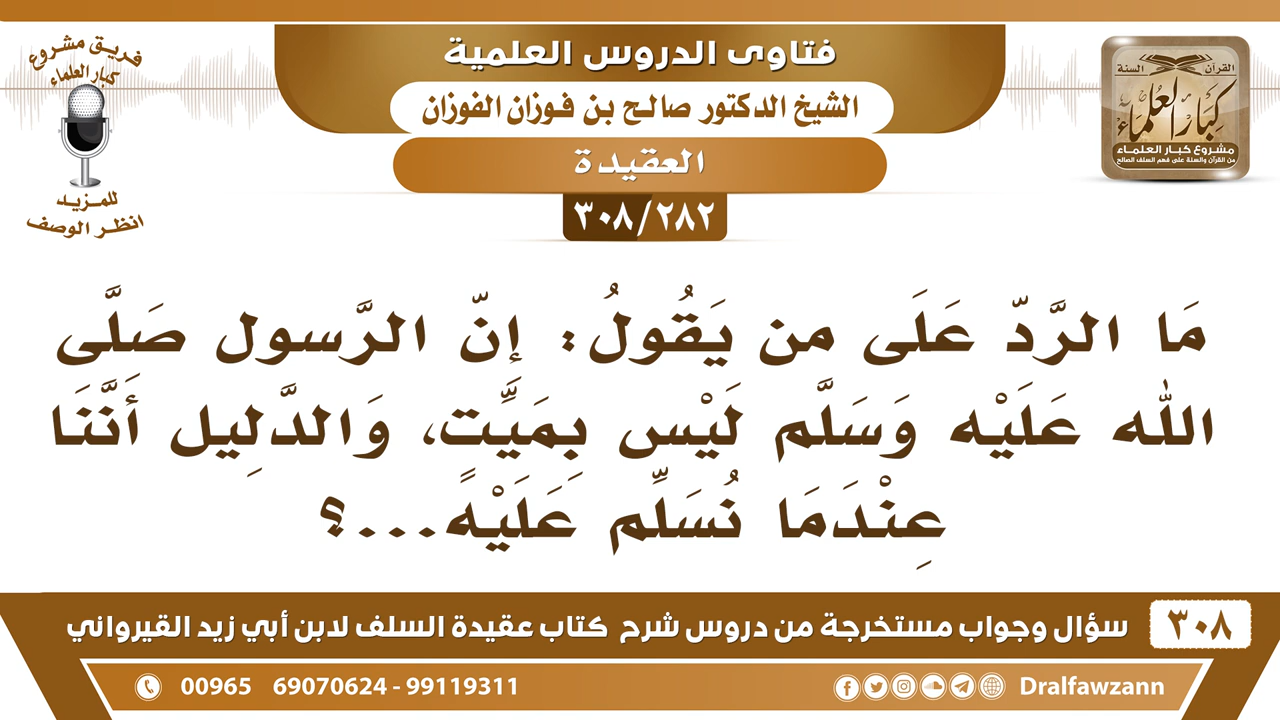 فتاوى الدروس العلمية
الشيخ الدكتور صالح بن فوزان الفوزان
العقيدة
٣٠٨/٢٨٢
فريق مشروع
كبار العلماء
للمزيد
انظر الوصف
القرآن السنة
كبار العلماء
مشروع كبار العلماء
من القرآن والسنة على فهم السلف الصالح
مَا الرَّدّ عَلَى من يَقُولُ: إنّ الرَّسول صَلَّى
الله عَلَيْه وَسَلَّم لَيْس بِمَيِّت، وَالدَّلِيل أَنَّنَا
عِنْدَمَا نُسَلِّم عَلَيْهِ...؟
٣٠٨ سؤال وجواب مستخرجة من دروس شرح كتاب عقيدة السلف لابن أبي زيد القيرواني
00965 69070624 - 99119311
Dralfawzann